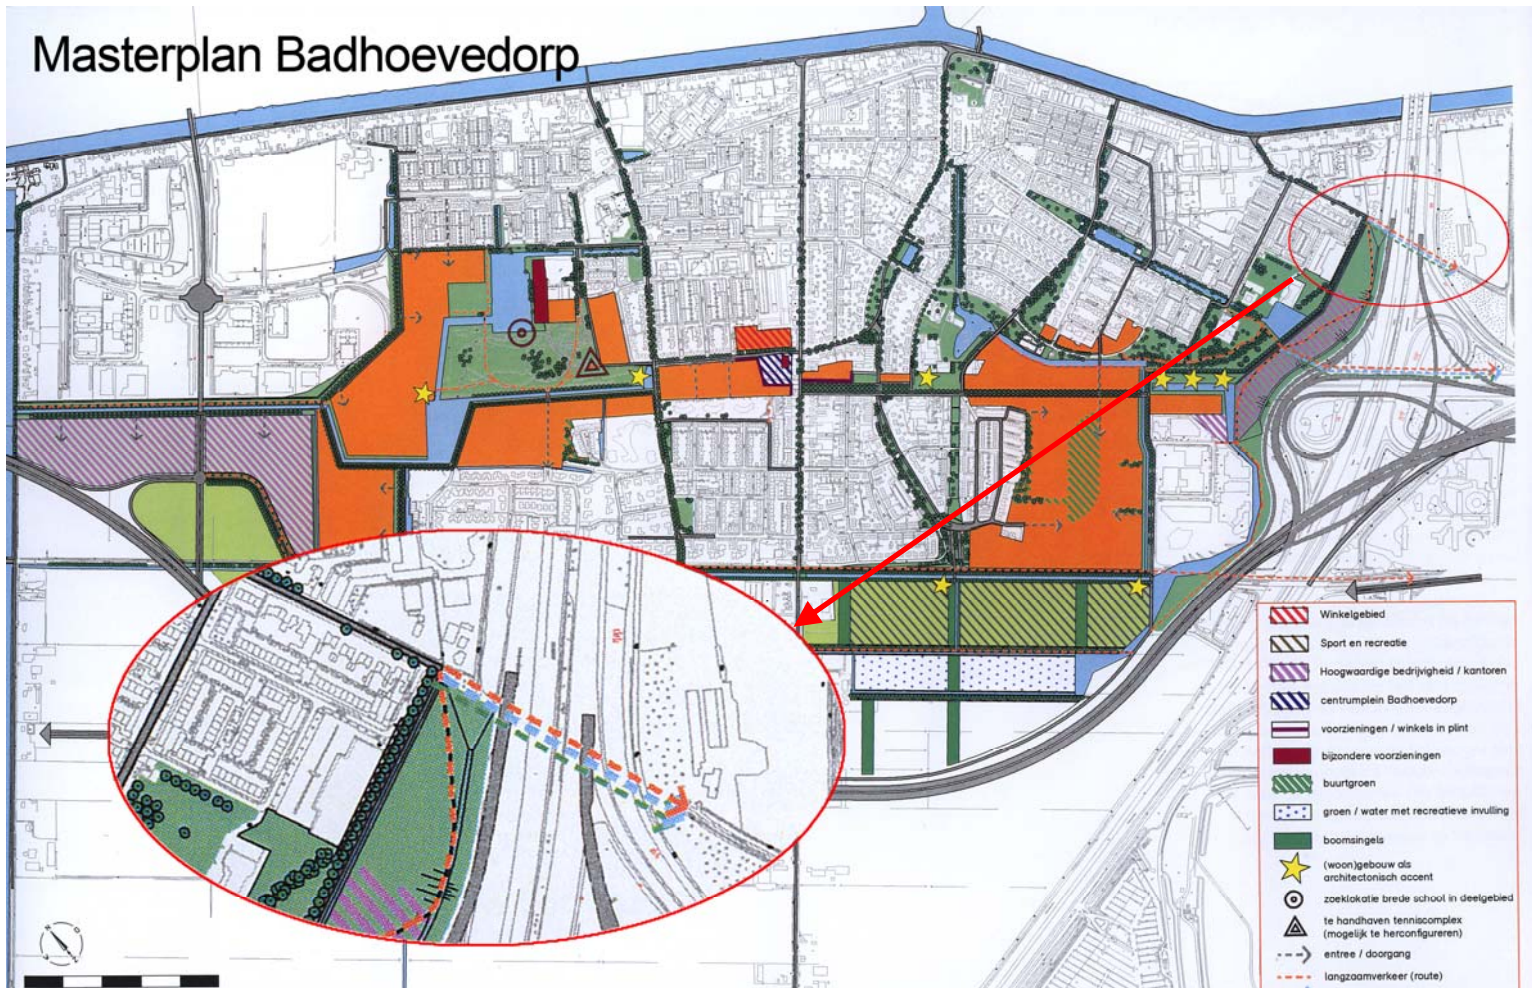 Masterplan Badhoevedorp
Winkelgebied
Sport en recreatie
Hoogwaardige bedrijvigheid / kantoren
centrumplein Badhoevedorp
voorzieningen / winkels in plint
bijzondere voorzieningen
buurtgroen
groen / water met recreatieve invulling
boomsingels
(woon)gebouw als
architectonisch accent
zoeklokatie brede school in deelgebied
te handhaven tenniscomplex
(mogelijk te herconfigureren)
entree / doorgang
langzaamverkeer (route)